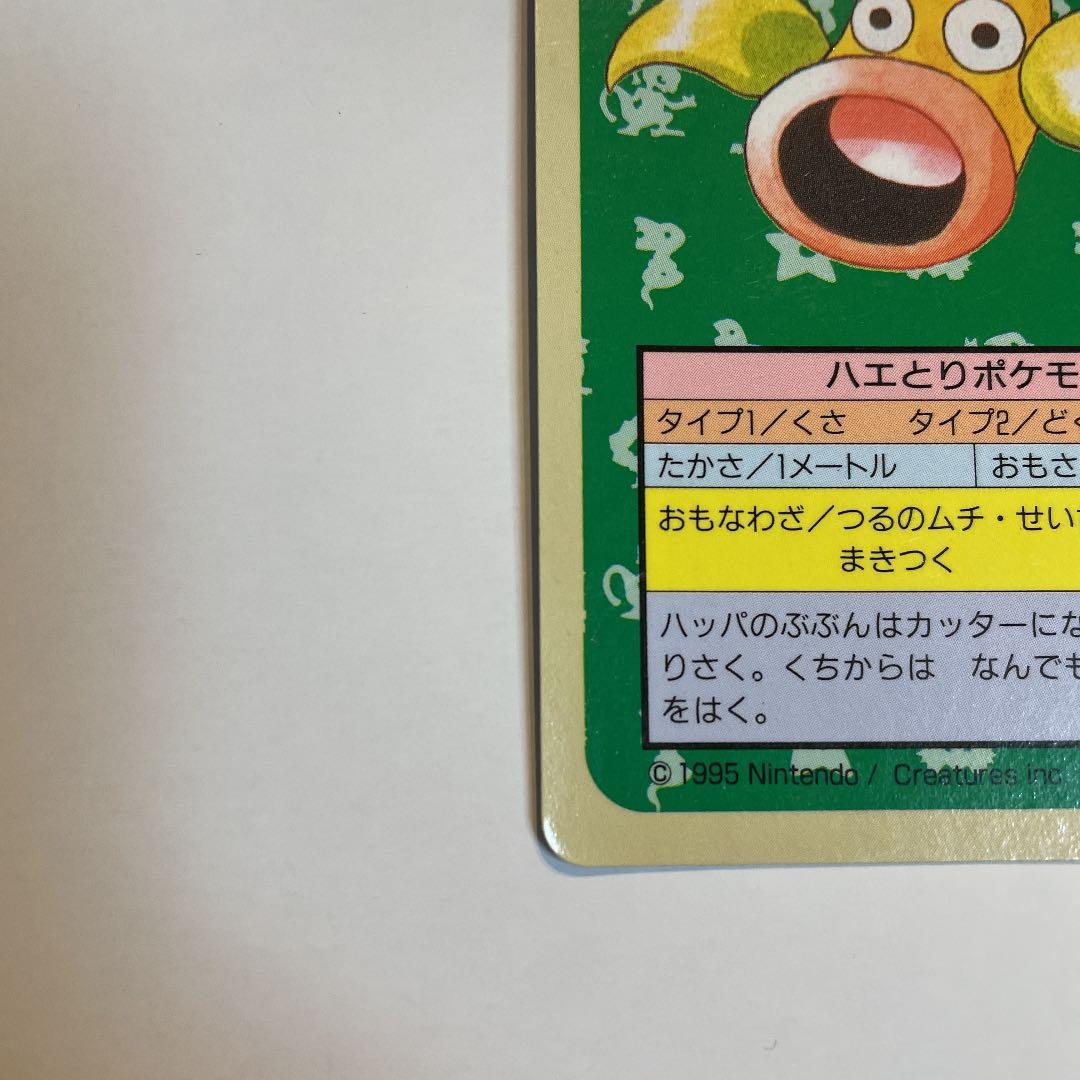 ハエとりポケモ
タイプ1／くさ　タイプ2／ど
たかさ／1メートル　おもさ
おもなわざ／つるのムチ・せい
まきつく
ハッパのぶぶんはカッターにな
りさく。くちからは　なんでも
をはく。
© 1995 Nintendo / Creatures inc